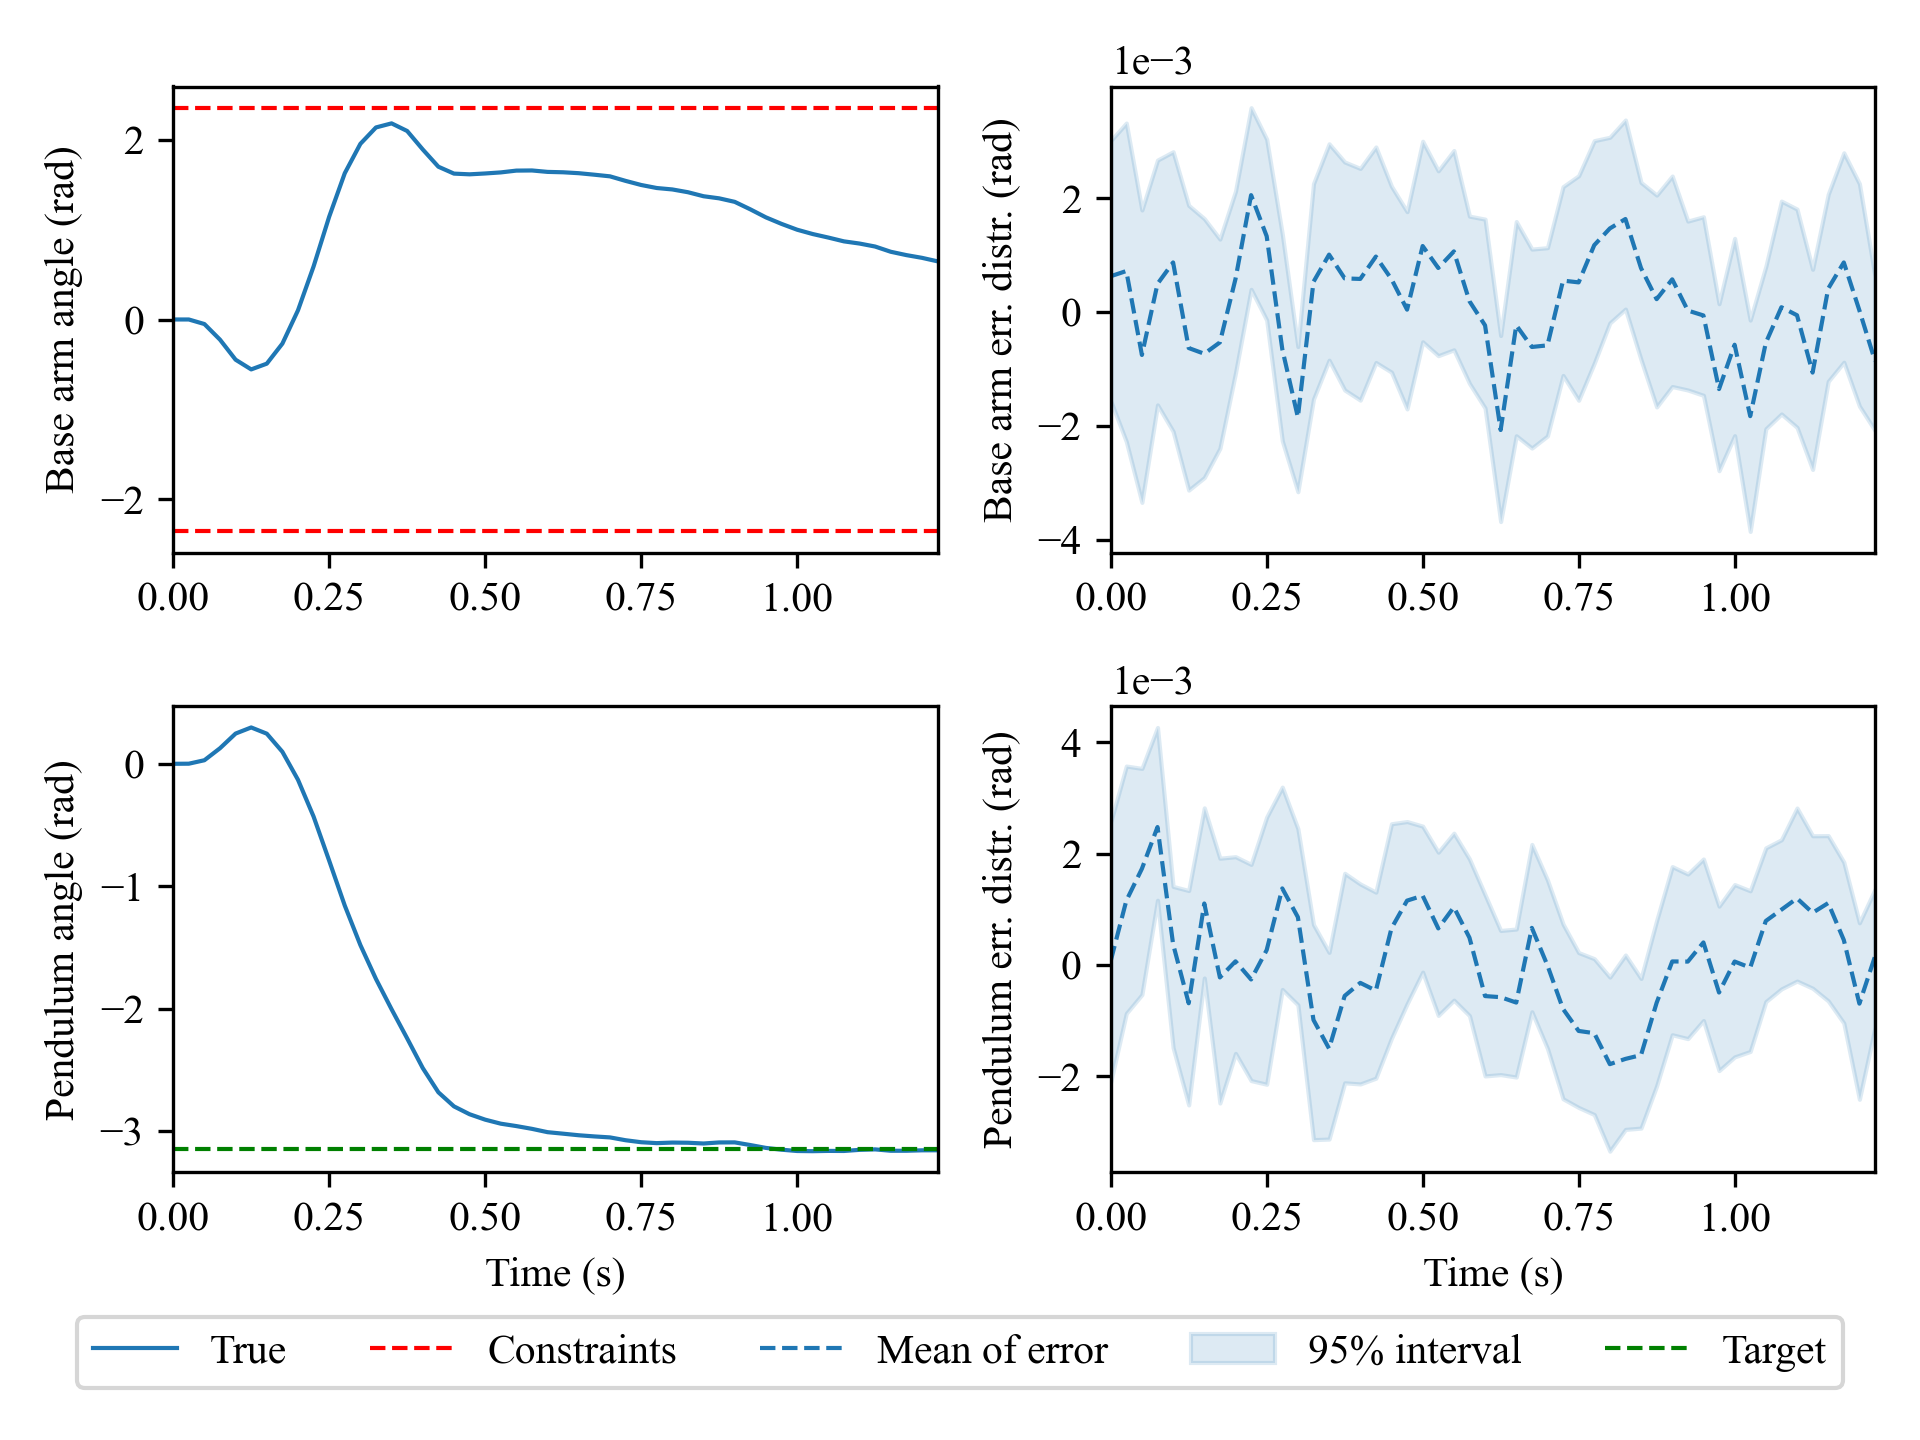 1e−3
Base arm angle (rad)
2
0
−2
0.00 0.25 0.50 0.75 1.00
Base arm err. distr. (rad)
2
0
−2
−4
0.00 0.25 0.50 0.75 1.00
1e−3
Pendulum angle (rad)
0
−1
−2
−3
0.00 0.25 0.50 0.75 1.00
Time (s)
Pendulum err. distr. (rad)
4
2
0
−2
0.00 0.25 0.50 0.75 1.00
Time (s)
True Constraints Mean of error 95% interval Target